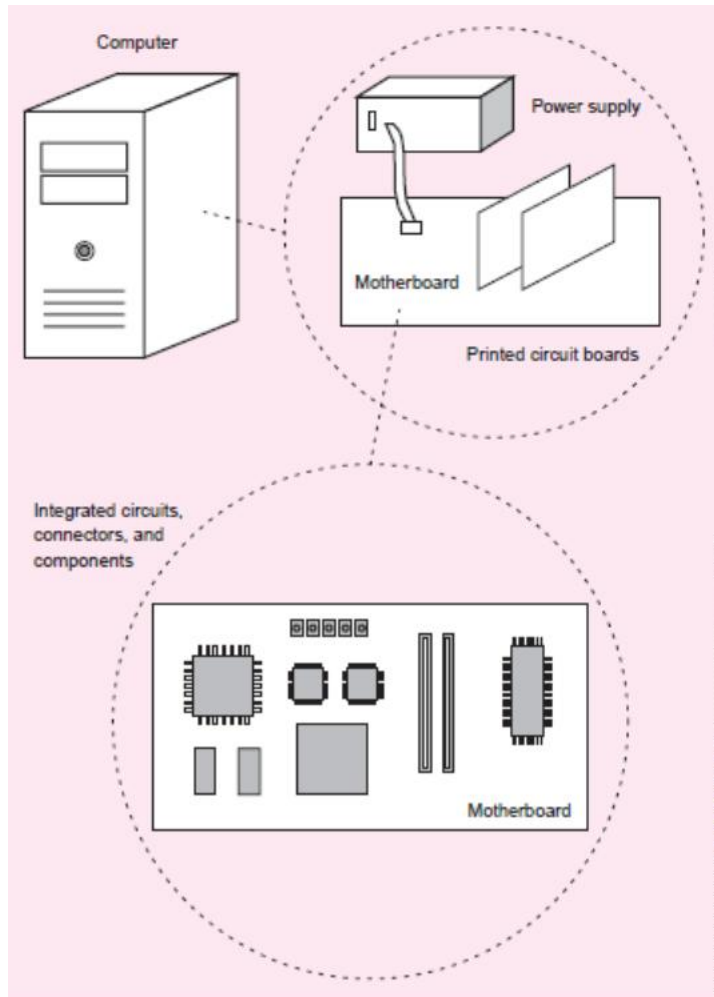 Computer
Power supply
Motherboard
Printed circuit boards
Integrated circuits,
connectors, and
components
Motherboard